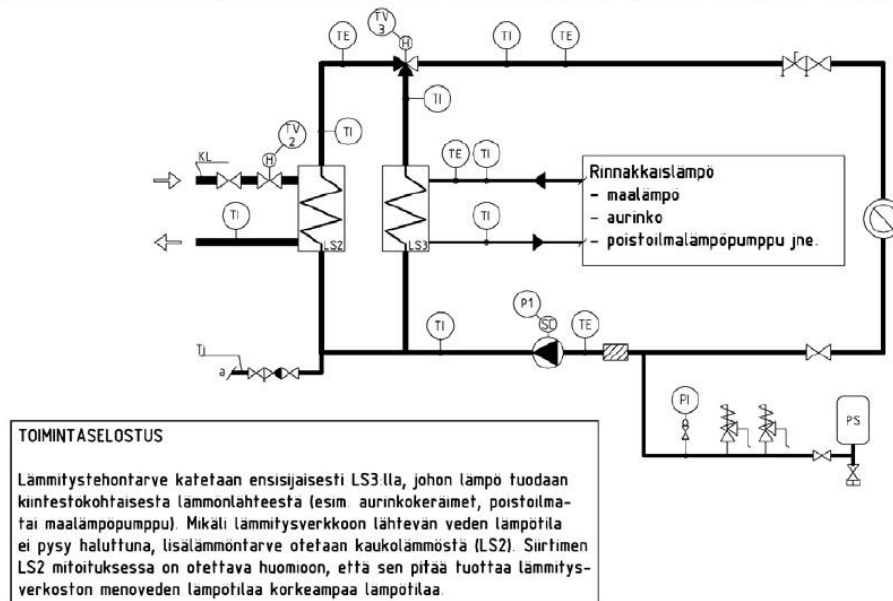 TV
3
H
TE
TI
TE
TI
TV
2
H
TI
KL
TE
TI
TI
TI
LS2
LS3
Rinnakkaislämpö
- maalämpö
- aurinko
- poistoilmalämpöpumppu jne.
P1
SC
TI
TE
Tj
a
PI
PS
TOIMINTASELOSTUS
Lämmitystehontarve katetaan ensisijaisesti LS3:lla, johon lämpö tuodaan
kiintestökohtaisesta lämmönlahteestä (esim. aurinkokeräimet, poistoilma-
tai maalämpöpumppu). Mikäli lämmitysverkkoon lähtevän veden lämpötila
ei pysy haluttuna, lisälämmöntarve otetaan kaukolämmöstä (LS2). Siirtimen
LS2 mitoituksessa on otettava huomioon, että sen pitää tuottaa lämmitys-
verkoston menoveden lämpötilaa korkeampaa lämpötilaa.